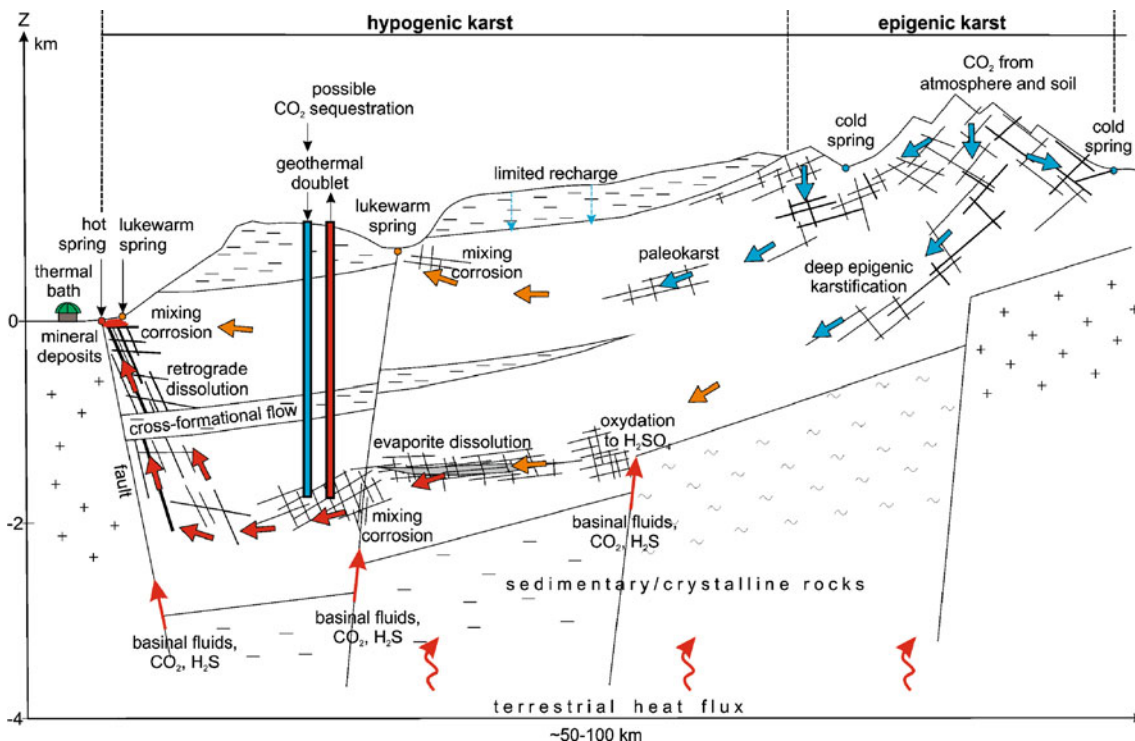 Z
km
hypogenic karst
epigenic karst
CO₂ from
atmosphere and soil
possible
CO₂ sequestration
geothermal
doublet
cold
spring
cold
spring
limited recharge
lukewarm
spring
hot
spring
lukewarm
spring
thermal
bath
mixing
corrosion
paleokarst
deep epigenic
karstification
0
mineral
deposits
mixing
corrosion
retrograde
dissolution
cross-formational flow
evaporite dissolution
oxydation
to H₂SO₄
fault
-2
mixing
corrosion
basinal fluids,
CO₂, H₂S
sedimentary/crystalline rocks
basinal fluids,
CO₂, H₂S
basinal fluids,
CO₂, H₂S
terrestrial heat flux
-4
~50-100 km